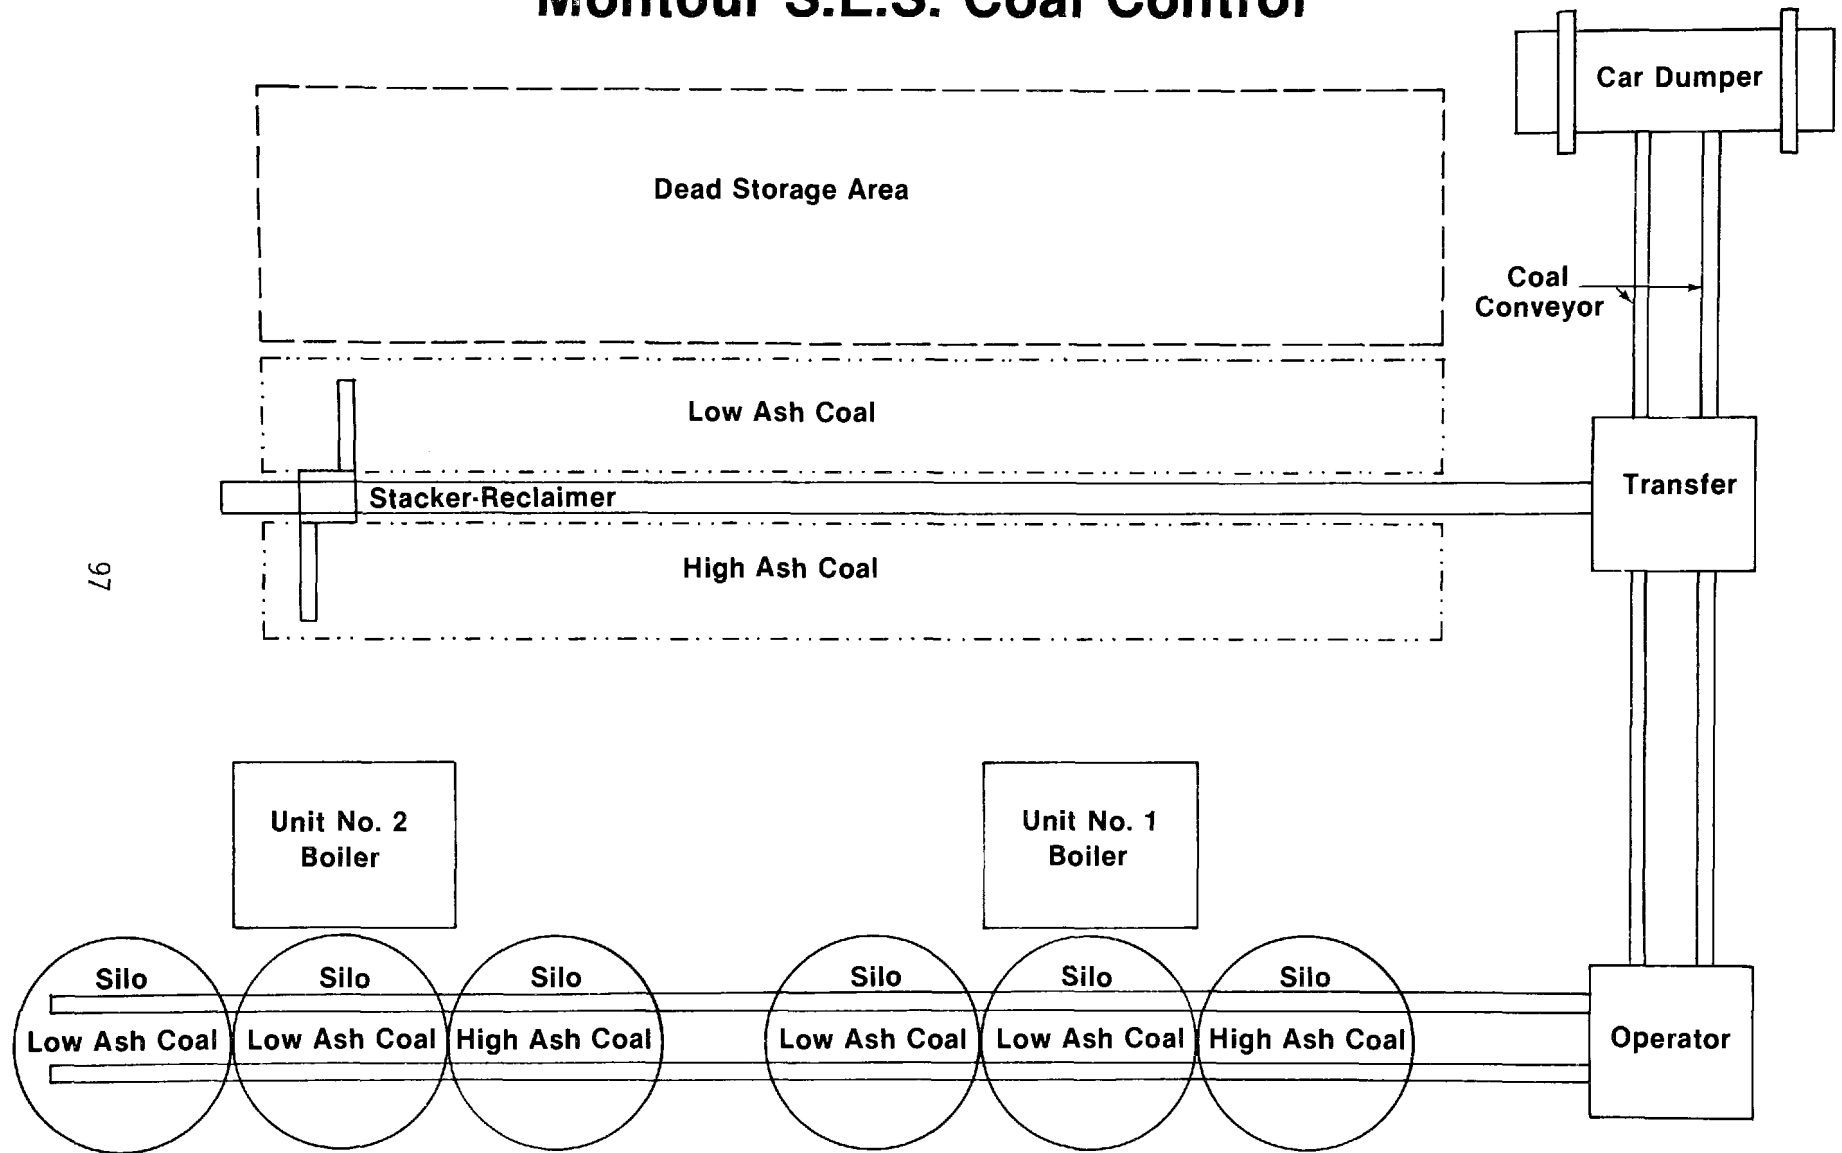 Montour S.E.S. Coal Control
Car Dumper
Dead Storage Area
Coal
Conveyor
Low Ash Coal
Transfer
Stacker-Reclaimer
High Ash Coal
97
Unit No. 2
Boiler
Unit No. 1
Boiler
Silo
Silo
Silo
Silo
Silo
Silo
Low Ash Coal
Low Ash Coal
High Ash Coal
Low Ash Coal
Low Ash Coal
High Ash Coal
Operator